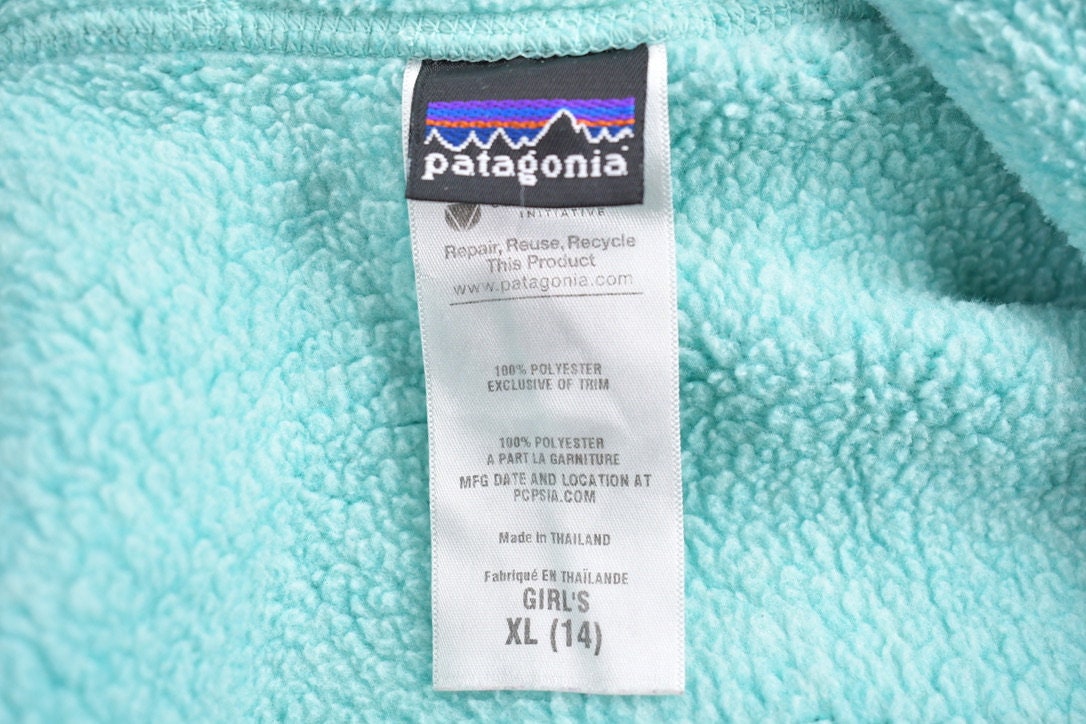 patagonia
INITIATIVE
Repair, Reuse, Recycle
This Product
www.patagonia.com
100% POLYESTER
EXCLUSIVE OF TRIM
100% POLYESTER
A PART LA GARNITURE
MFG DATE AND LOCATION AT
PCPSIA.COM
Made In THAILAND
Fabriqué EN THAÏLANDE
GIRL'S
XL (14)